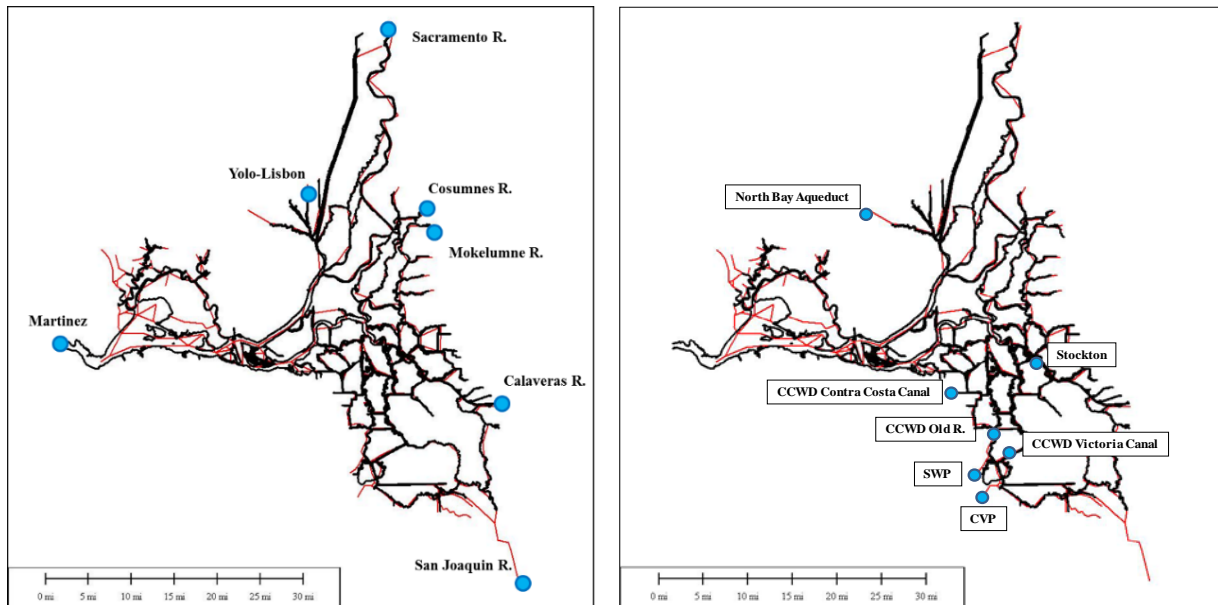 Sacramento R.
Yolo-Lisbon
Cosumnes R.
Mokelumne R.
Martinez
Calaveras R.
San Joaquin R.
0 mi 5 mi 10 mi 15 mi 20 mi 25 mi 30 mi
North Bay Aqueduct
Stockton
CCWD Contra Costa Canal
CCWD Old R.
CCWD Victoria Canal
SWP
CVP
0 mi 5 mi 10 mi 15 mi 20 mi 25 mi 30 mi